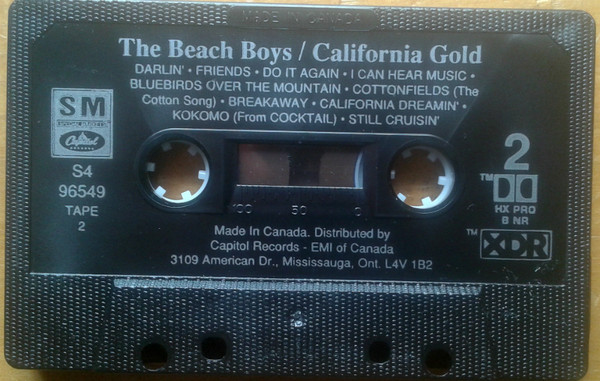 MADE IN CANADA
The Beach Boys / California Gold
DARLIN' • FRIENDS • DO IT AGAIN • I CAN HEAR MUSIC •
BLUEBIRDS OVER THE MOUNTAIN • COTTONFIELDS (The
Cotton Song) • BREAKAWAY • CALIFORNIA DREAMIN' •
KOKOMO (From COCKTAIL) • STILL CRUISIN'
SM
Capitol
S4
96549
TAPE
2
2
TM
HX PRO
B NR
TM
XDR
100 50 0
Made In Canada. Distributed by
Capitol Records - EMI of Canada
3109 American Dr., Mississauga, Ont. L4V 1B2